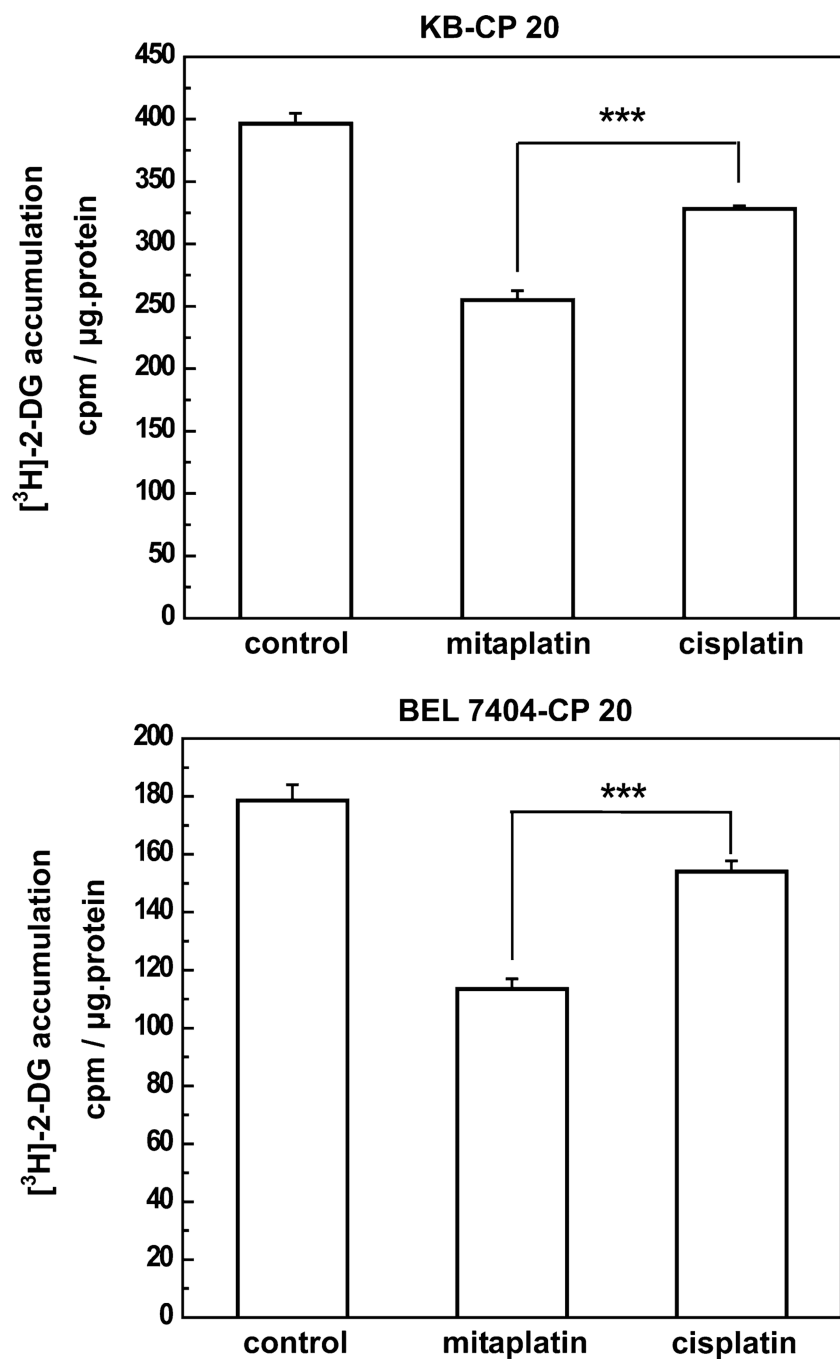 KB-CP 20
[³H]-2-DG accumulation
cpm / µg.protein
450
400
350
300
250
200
150
100
50
0
***
control mitaplatin cisplatin
BEL 7404-CP 20
[³H]-2-DG accumulation
cpm / µg.protein
200
180
160
140
120
100
80
60
40
20
0
***
control mitaplatin cisplatin